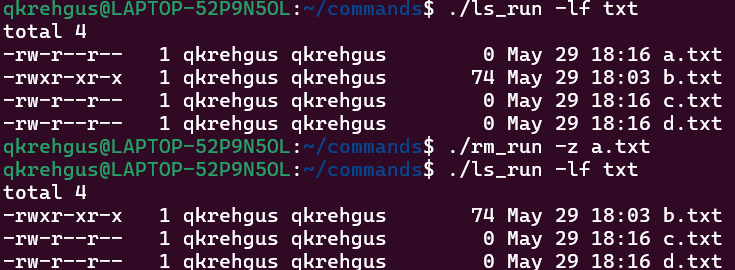 qkrehgus@LAPTOP-52P9N5OL:~/commands$ ./ls_run -lf txt
total 4
-rw-r--r--   1 qkrehgus qkrehgus        0 May 29 18:16 a.txt
-rwxr-xr-x   1 qkrehgus qkrehgus       74 May 29 18:03 b.txt
-rw-r--r--   1 qkrehgus qkrehgus        0 May 29 18:16 c.txt
-rw-r--r--   1 qkrehgus qkrehgus        0 May 29 18:16 d.txt
qkrehgus@LAPTOP-52P9N5OL:~/commands$ ./rm_run -z a.txt
qkrehgus@LAPTOP-52P9N5OL:~/commands$ ./ls_run -lf txt
total 4
-rwxr-xr-x   1 qkrehgus qkrehgus       74 May 29 18:03 b.txt
-rw-r--r--   1 qkrehgus qkrehgus        0 May 29 18:16 c.txt
-rw-r--r--   1 qkrehgus qkrehgus        0 May 29 18:16 d.txt